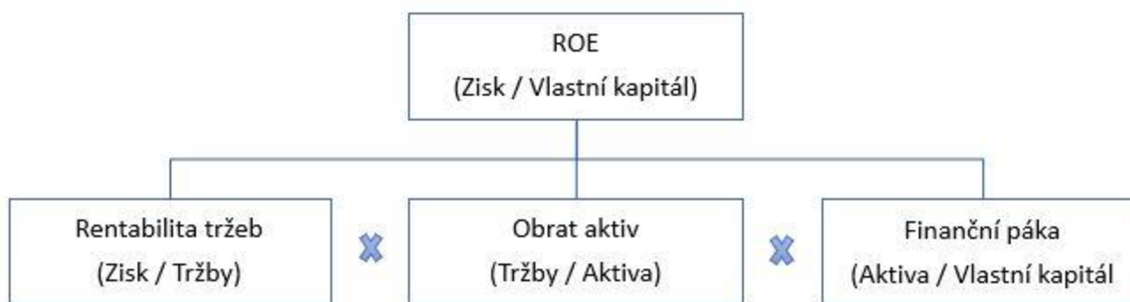 ROE
(Zisk / Vlastní kapitál)
Rentabilita tržeb
(Zisk / Tržby)
Obrat aktiv
(Tržby / Aktiva)
Finanční páka
(Aktiva / Vlastní kapitál